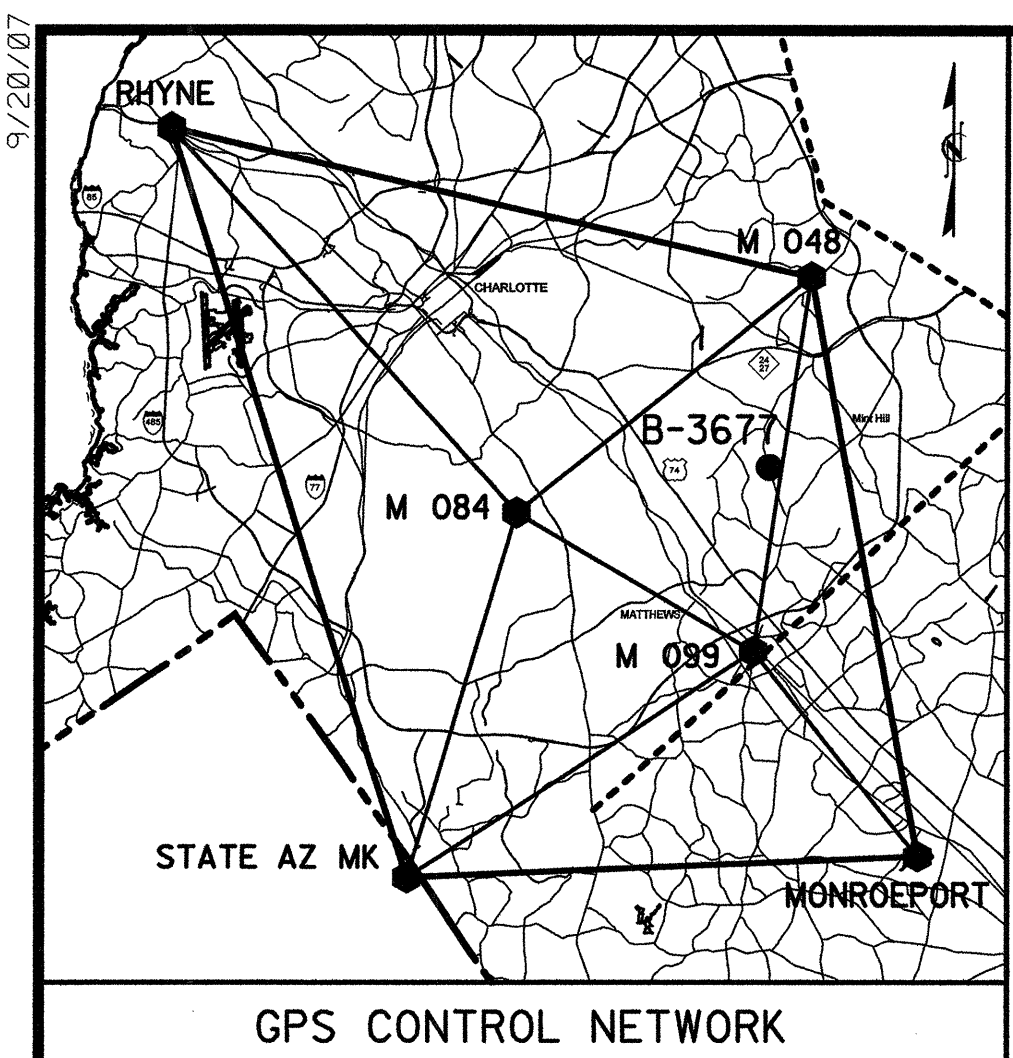 9/20/07
RHYNE
85
M 048
CHARLOTTE
24
27
B-3677
Mint Hill
485
74
77
M 084
MATTHEWS
M 099
STATE AZ MK
MONROEPORT
GPS CONTROL NETWORK